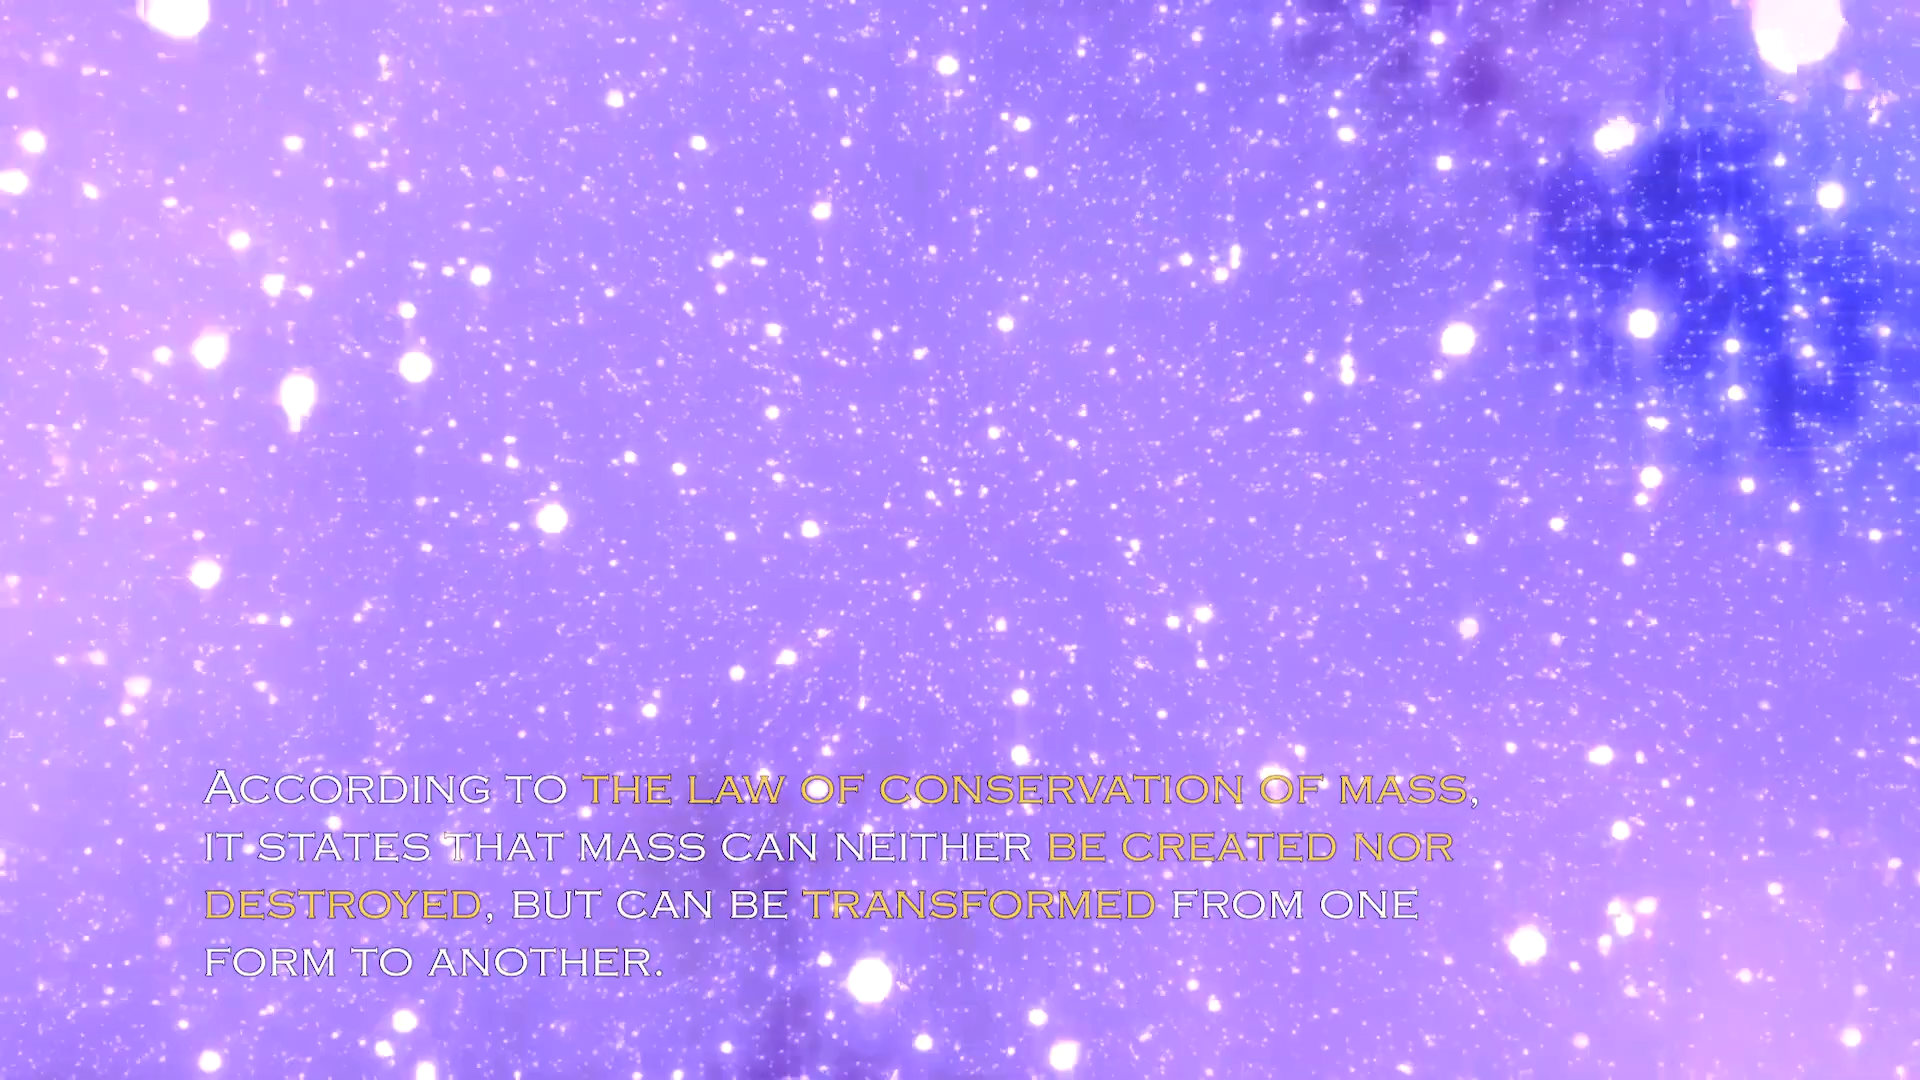 According to the law of conservation of mass,
it states that mass can neither be created nor
destroyed, but can be transformed from one
form to another.